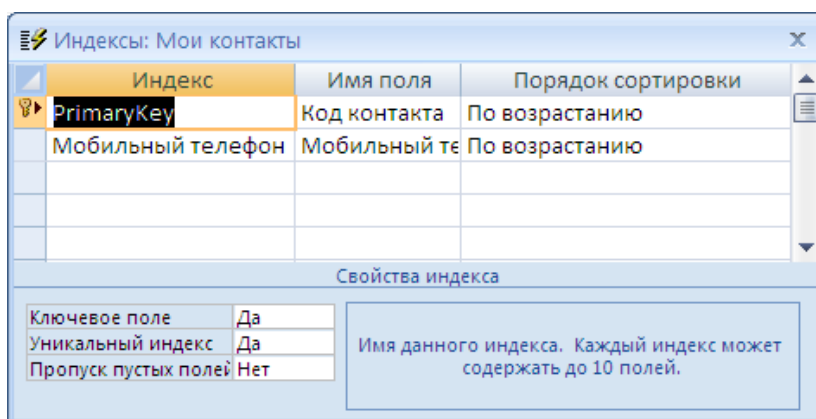 Индексы: Мои контакты
Индекс Имя поля Порядок сортировки
PrimaryKey Код контакта По возрастанию
Мобильный телефон Мобильный те По возрастанию
Свойства индекса
Ключевое поле Да
Уникальный индекс Да
Пропуск пустых полей Нет
Имя данного индекса. Каждый индекс может
содержать до 10 полей.